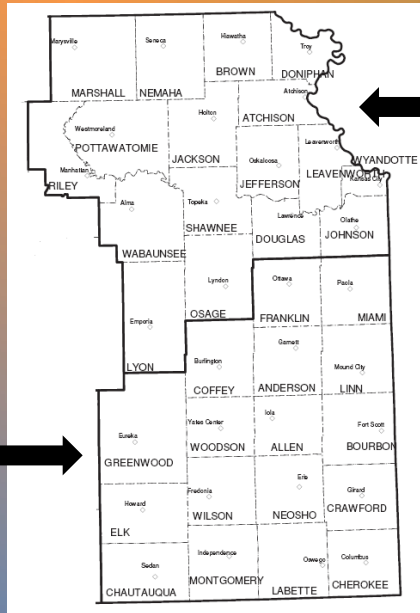 Marysville
Seneca
Hiawatha
Troy
BROWN
DONIPHAN
MARSHALL
NEMAHA
Atchison
Holton
ATCHISON
Westmoreland
POTTAWATOMIE
Leavenworth
JACKSON
Oskaloosa
WYANDOTTE
Manhattan
JEFFERSON
LEAVENWORTH
Kansas City
RILEY
Alma
Topeka
Lawrence
Olathe
SHAWNEE
DOUGLAS
JOHNSON
WABAUNSEE
Lyndon
Ottawa
Paola
OSAGE
FRANKLIN
MIAMI
Emporia
Garnett
LYON
Burlington
Mound City
COFFEY
ANDERSON
LINN
Iola
Yates Center
Fort Scott
Eureka
WOODSON
ALLEN
BOURBON
GREENWOOD
Erie
Girard
Fredonia
Howard
NEOSHO
CRAWFORD
WILSON
ELK
Independence
Oswego
Columbus
Sedan
MONTGOMERY
CHEROKEE
CHAUTAUQUA
LABETTE